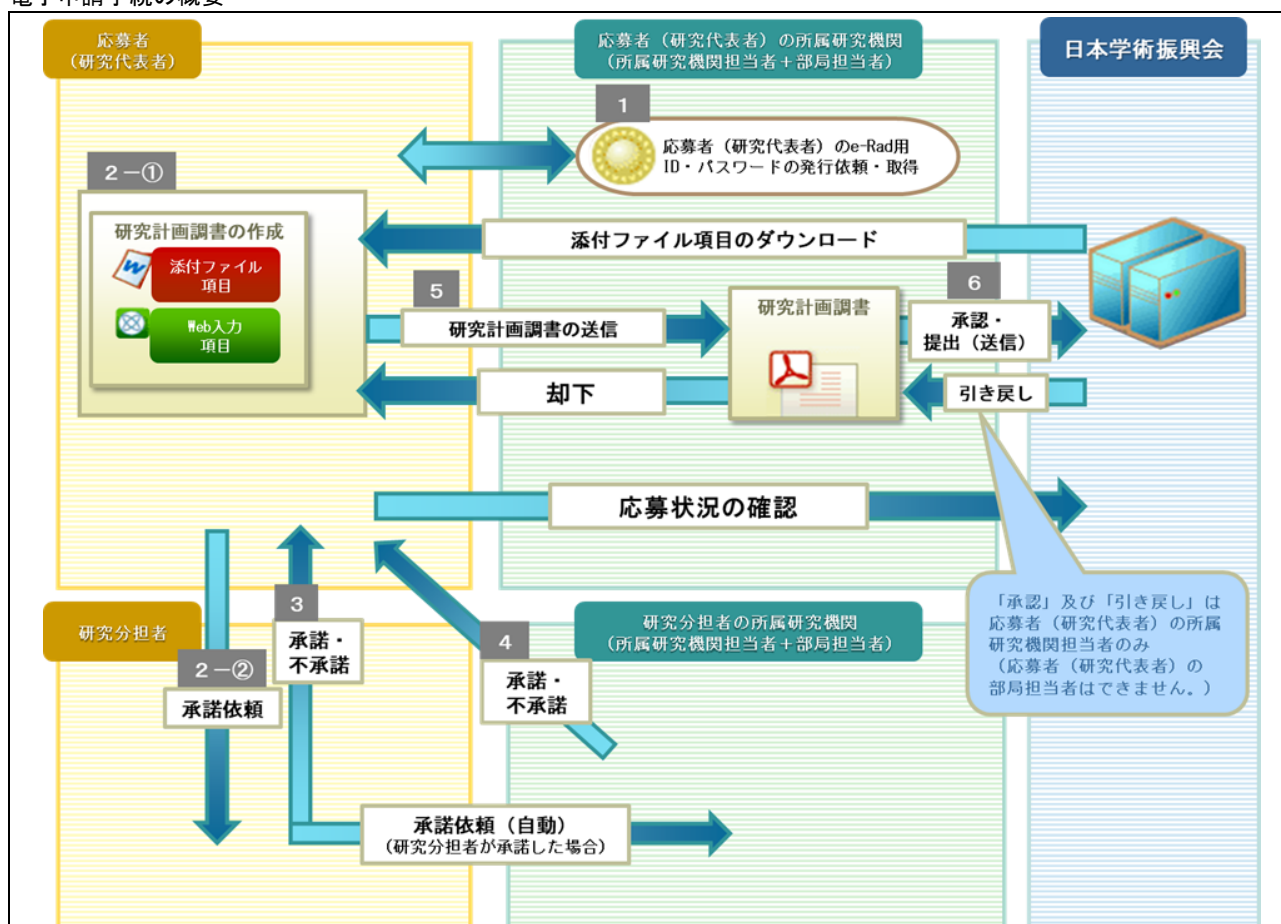 電子申請手続の概要
応募者
(研究代表者)
応募者(研究代表者)の所属研究機関
(所属研究機関担当者+部局担当者)
日本学術振興会
1
応募者(研究代表者)のe-Rad用
ID・パスワードの発行依頼・取得
2-①
研究計画調書の作成
添付ファイル
項目
Web入力
項目
添付ファイル項目のダウンロード
5
研究計画調書の送信
研究計画調書
6
承認・
提出(送信)
却下
引き戻し
応募状況の確認
「承認」及び「引き戻し」は
応募者(研究代表者)の所属
研究機関担当者のみ
(応募者(研究代表者)の
部局担当者はできません。)
研究分担者
研究分担者の所属研究機関
(所属研究機関担当者+部局担当者)
2-②
承諾依頼
3
承諾・
不承諾
4
承諾・
不承諾
承諾依頼(自動)
(研究分担者が承諾した場合)